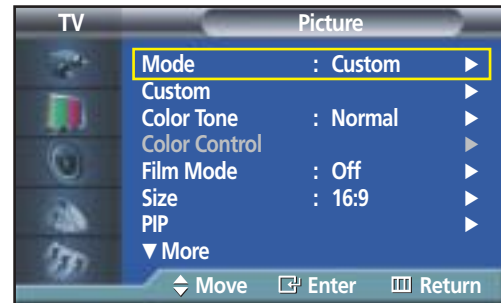 TV Picture
Mode : Custom ▶
Custom ▶
Color Tone : Normal ▶
Color Control ▶
Film Mode : Off ▶
Size : 16:9 ▶
PIP ▶
▼ More
Move Enter Return